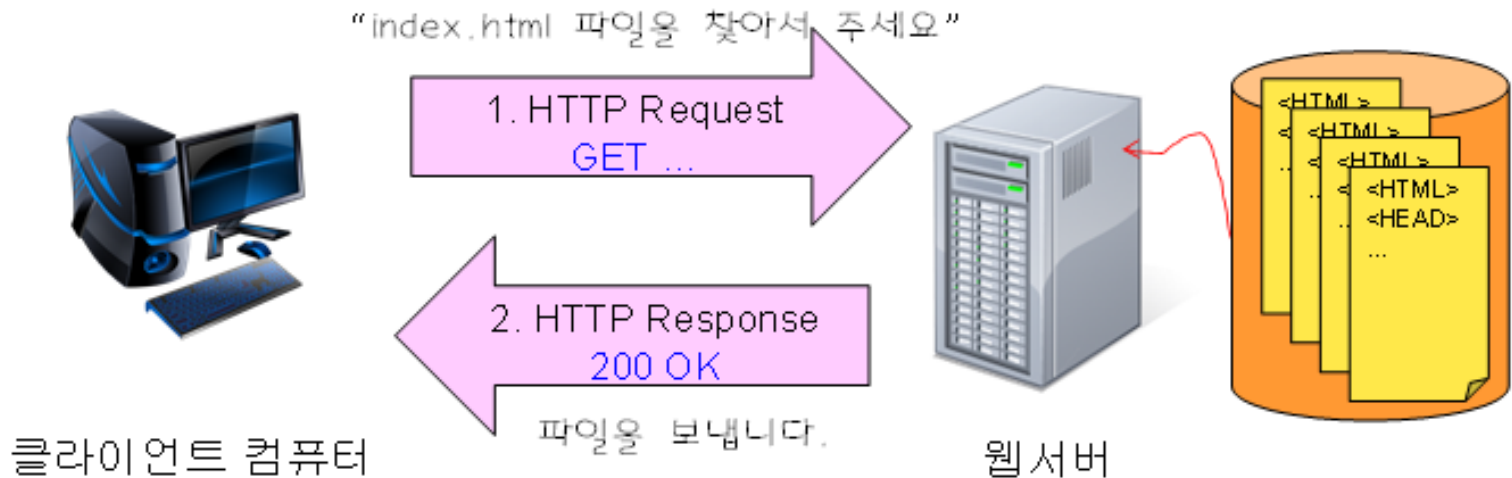 “index.html 파일을 찾아서 주세요”
1. HTTP Request
GET ...
2. HTTP Response
200 OK
파일을 보냅니다.
클라이언트 컴퓨터
웹서버
<HTML>
<HTML>
<HTML>
<HTML>
<HEAD>
...